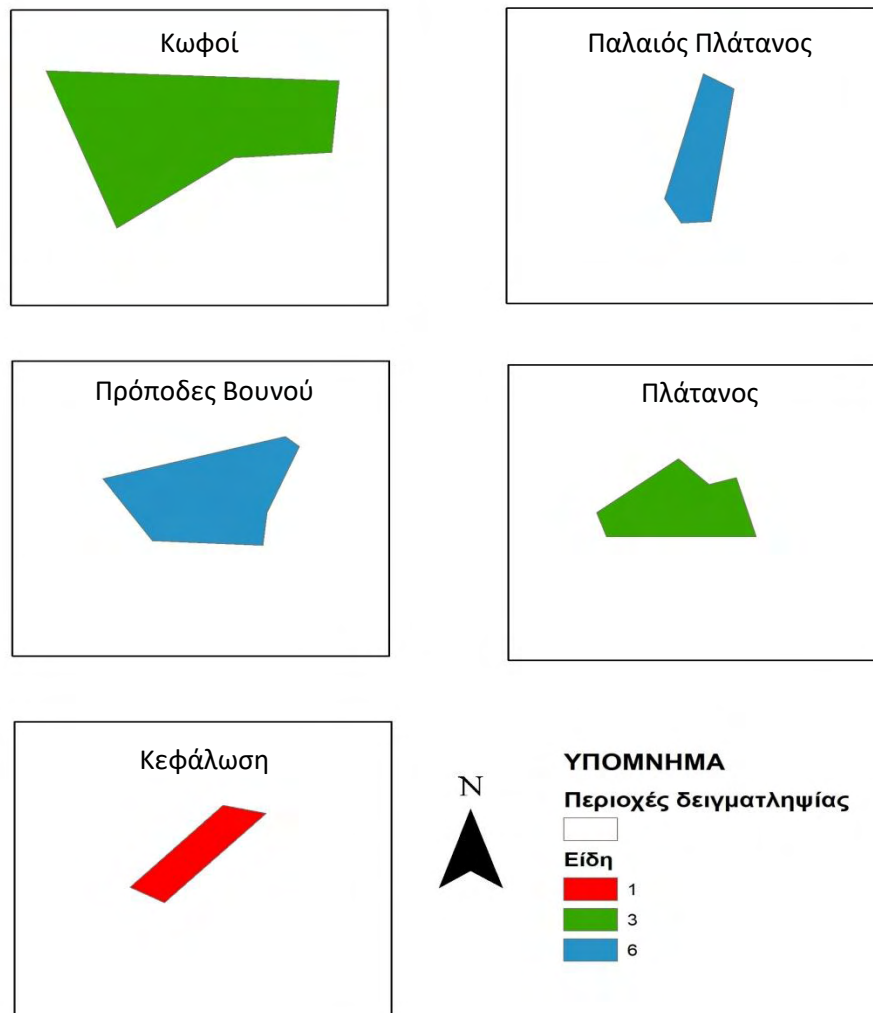 Κωφοί
Παλαιός Πλάτανος
Πρόποδες Βουνού
Πλάτανος
Κεφάλωση
N
ΥΠΟΜΝΗΜΑ
Περιοχές δειγματληψίας
Είδη
1
3
6